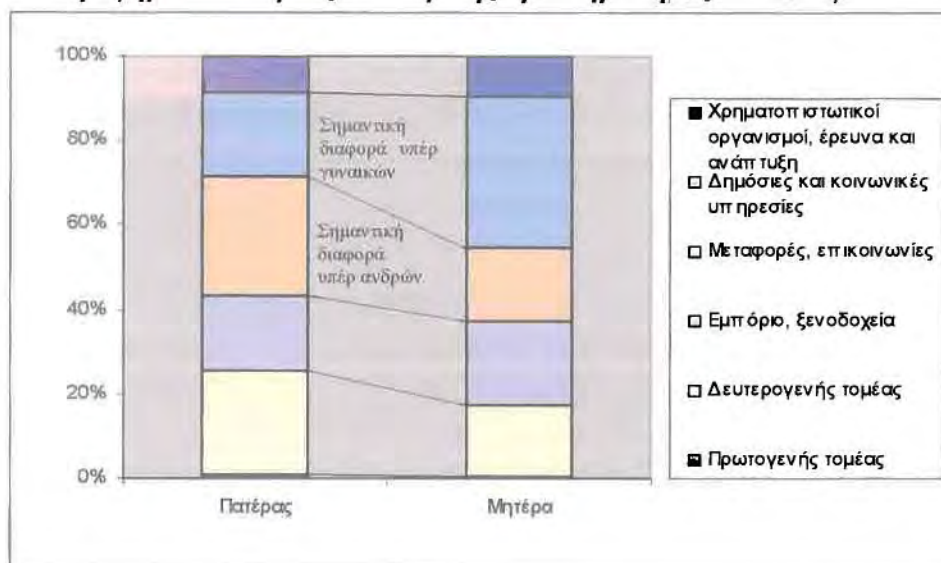 100%
80%
60%
40%
20%
0%
Σημαντική
διαφορά υπέρ
γυναικών
Σημαντική
διαφορά
υπέρ ανδρών.
Πατέρας
Μητέρα
Χρηματοπιστωτικοί
οργανισμοί, έρευνα και
ανάπτυξη
Δημόσιες και κοινωνικές
υπηρεσίες
Μεταφορές, επικοινωνίες
Εμπόριο, ξενοδοχεία
Δευτερογενής τομέας
Πρωτογενής τομέας